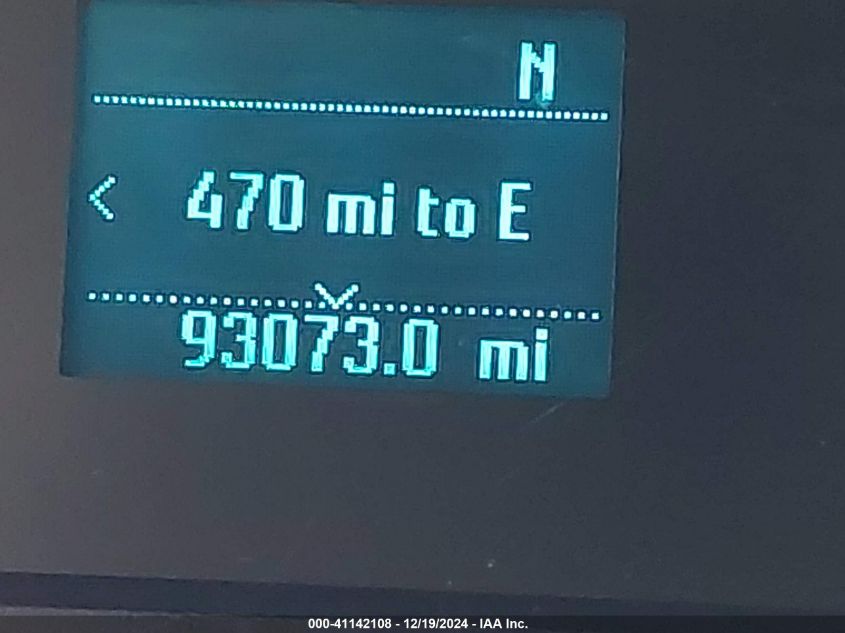 N
< 470 mi to E
93073.0 mi
000-41142108 - 12/19/2024 - IAA Inc.